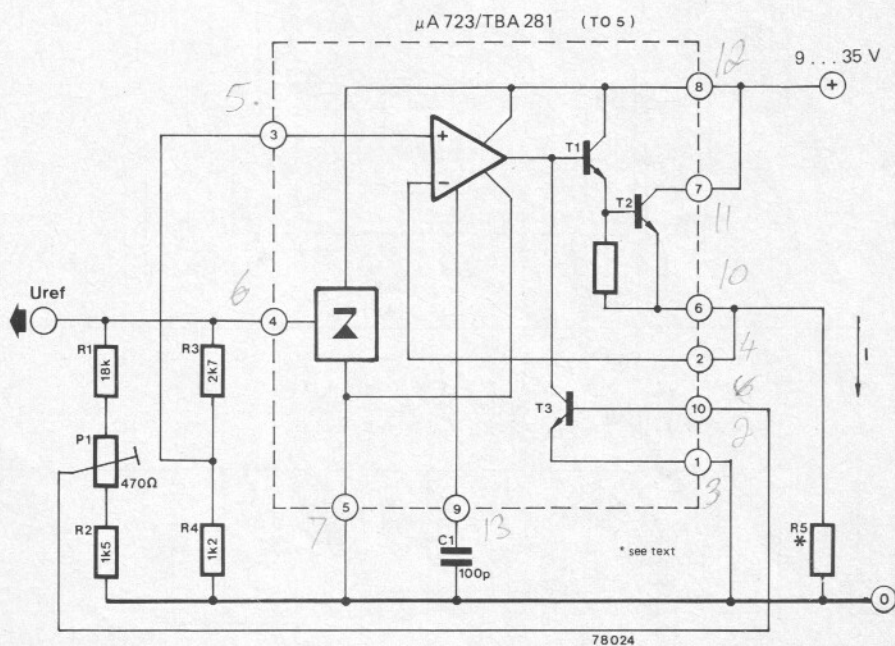 μA 723/TBA 281 (TO 5)
9 . . . 35 V
12
+
8
5.
3
+
−
T1
7
11
T2
10
6
Uref
4
6
2
4
R1
18k
R3
2k7
10
2
T3
1
3
P1
470Ω
R2
1k5
R4
1k2
5
7
9
13
C1
100p
* see text
R5
*
I
0
78024